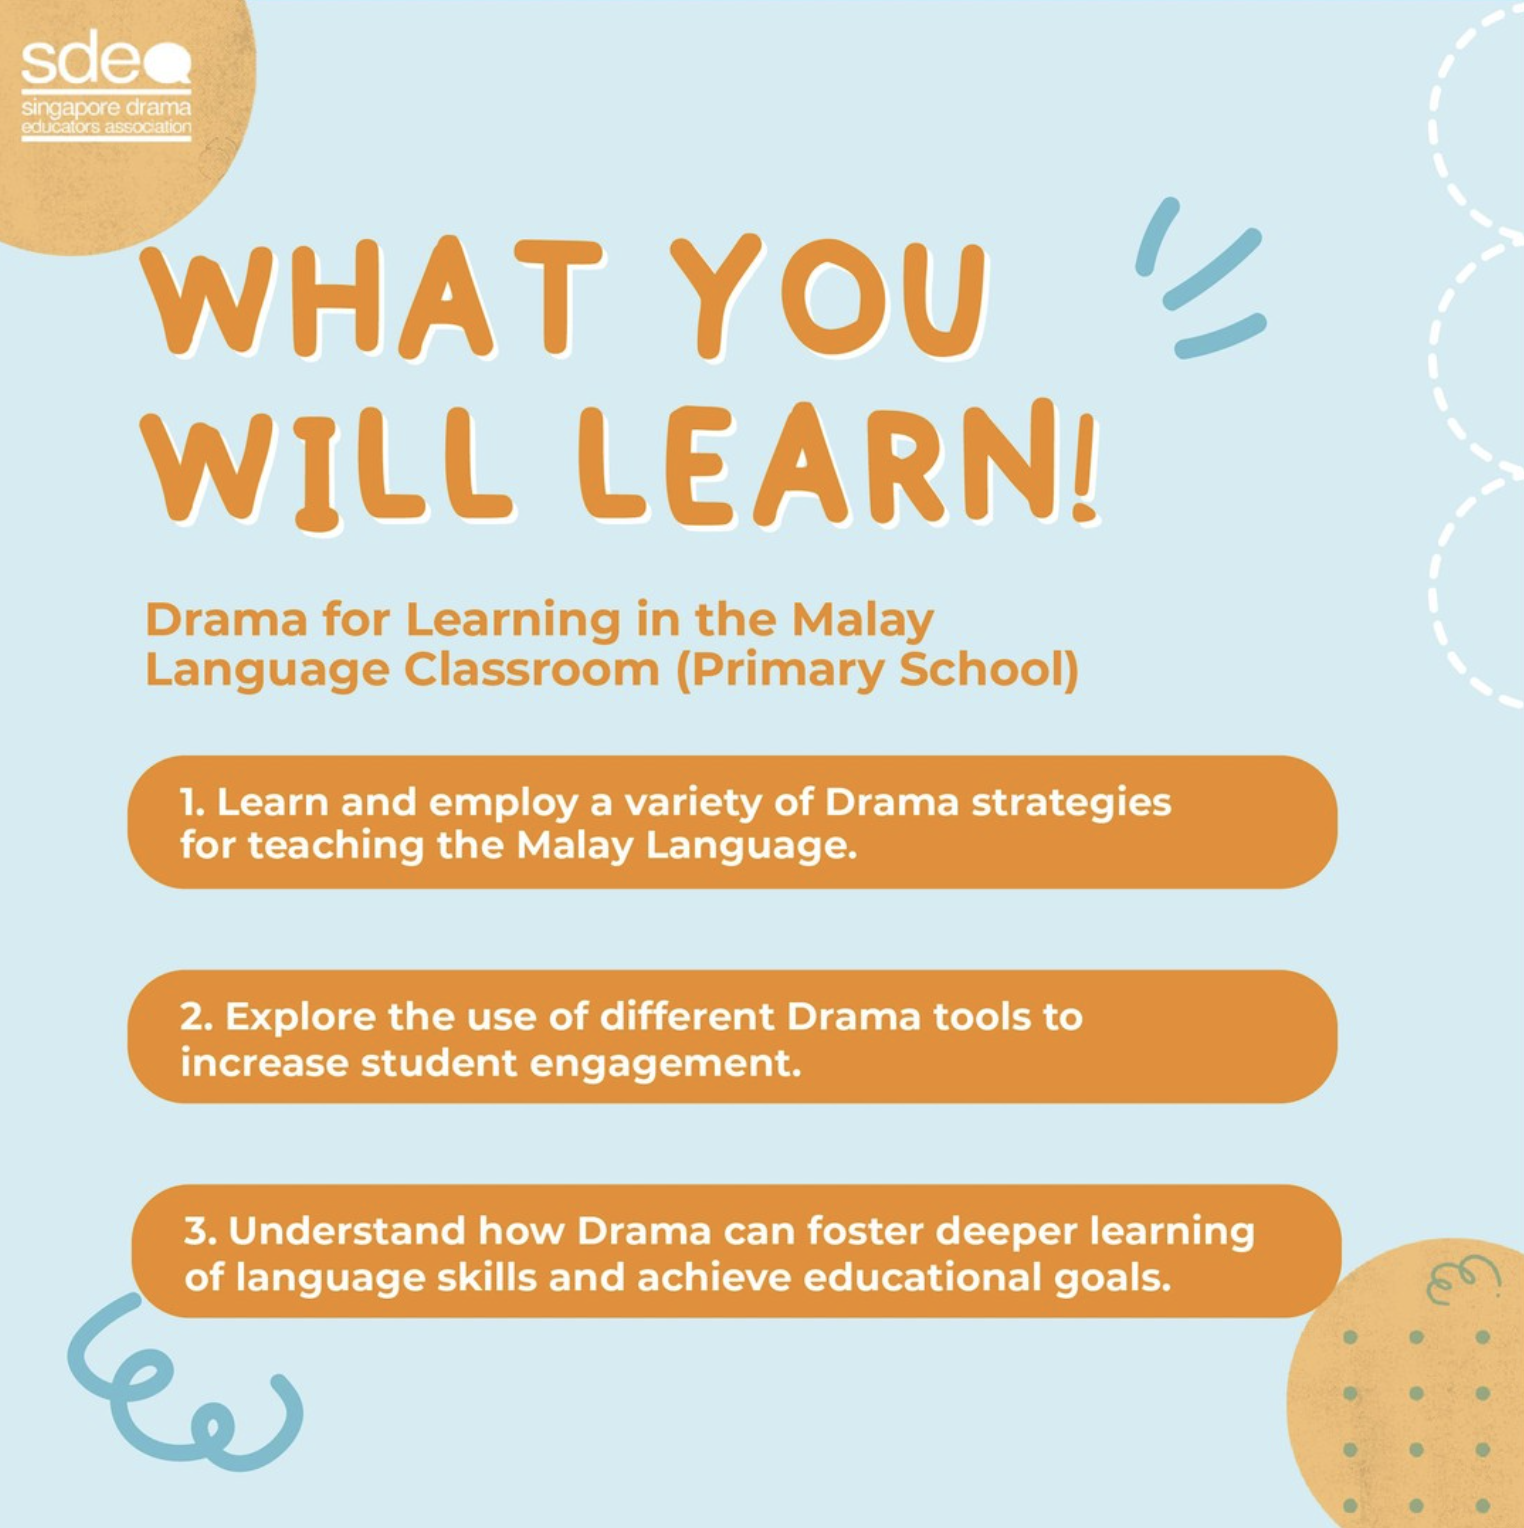 sdea
singapore drama
educators association
WHAT YOU
WILL LEARN!
Drama for Learning in the Malay
Language Classroom (Primary School)
1. Learn and employ a variety of Drama strategies
for teaching the Malay Language.
2. Explore the use of different Drama tools to
increase student engagement.
3. Understand how Drama can foster deeper learning
of language skills and achieve educational goals.